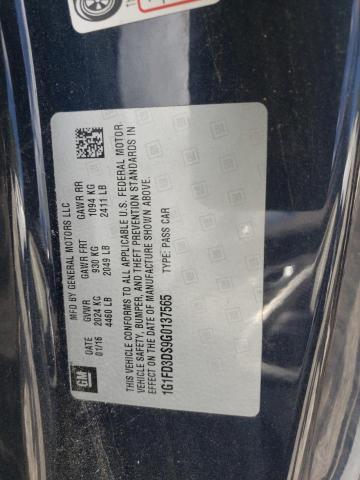 MFD BY GENERAL MOTORS LLC
DATE GVWR GAWR FRT GAWR RR
01/16 2024 KG 930 KG 1094 KG
4460 LB 2049 LB 2411 LB
THIS VEHICLE CONFORMS TO ALL APPLICABLE U.S. FEDERAL MOTOR
VEHICLE SAFETY, BUMPER, AND THEFT PREVENTION STANDARDS IN
EFFECT ON THE DATE OF MANUFACTURE SHOWN ABOVE.
1G1FD3DS9G0137565 TYPE: PASS CAR
GM